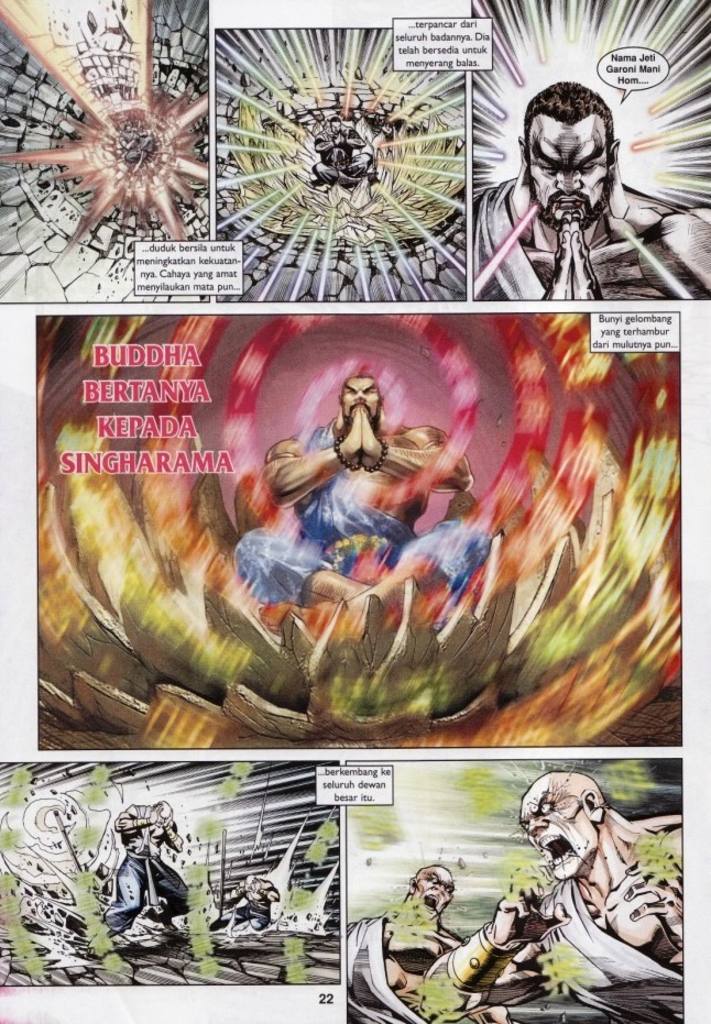 ...duduk bersila untuk
meningkatkan kekuatan-
nya. Cahaya yang amat
menyilaukan mata pun...
...terpancar dari
seluruh badannya. Dia
telah bersedia untuk
menyerang balas.
Nama Jeti
Garoni Mani
Hom....
BUDDHA
BERTANYA
KEPADA
SINGHARAMA
Bunyi gelombang
yang terhambur
dari mulutnya pun...
...berkembang ke
seluruh dewan
besar itu.
22